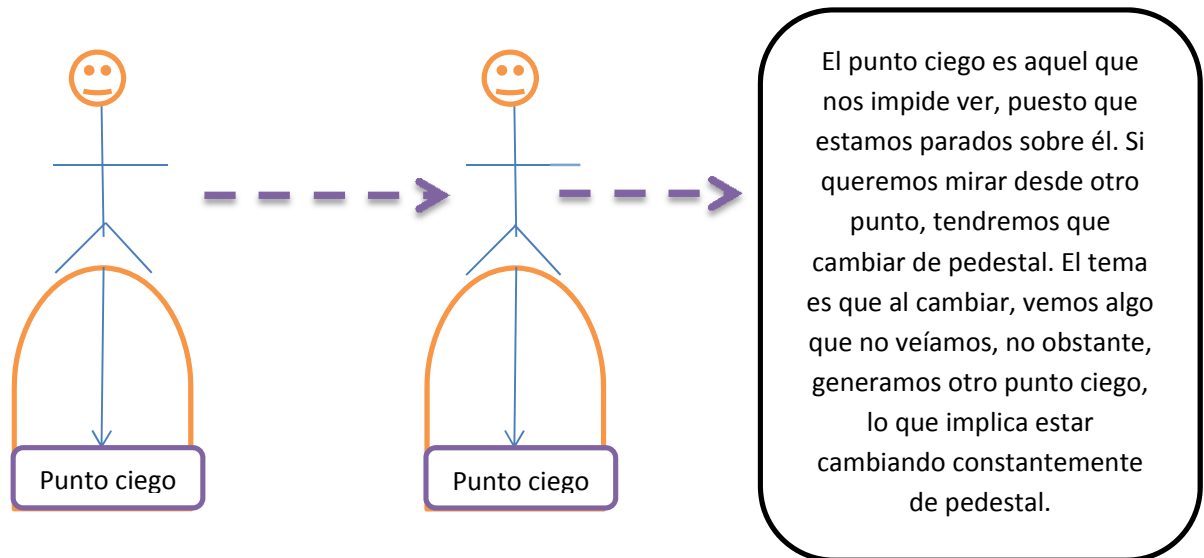 Punto ciego
Punto ciego
El punto ciego es aquel que
nos impide ver, puesto que
estamos parados sobre él. Si
queremos mirar desde otro
punto, tendremos que
cambiar de pedestal. El tema
es que al cambiar, vemos algo
que no veíamos, no obstante,
generamos otro punto ciego,
lo que implica estar
cambiando constantemente
de pedestal.